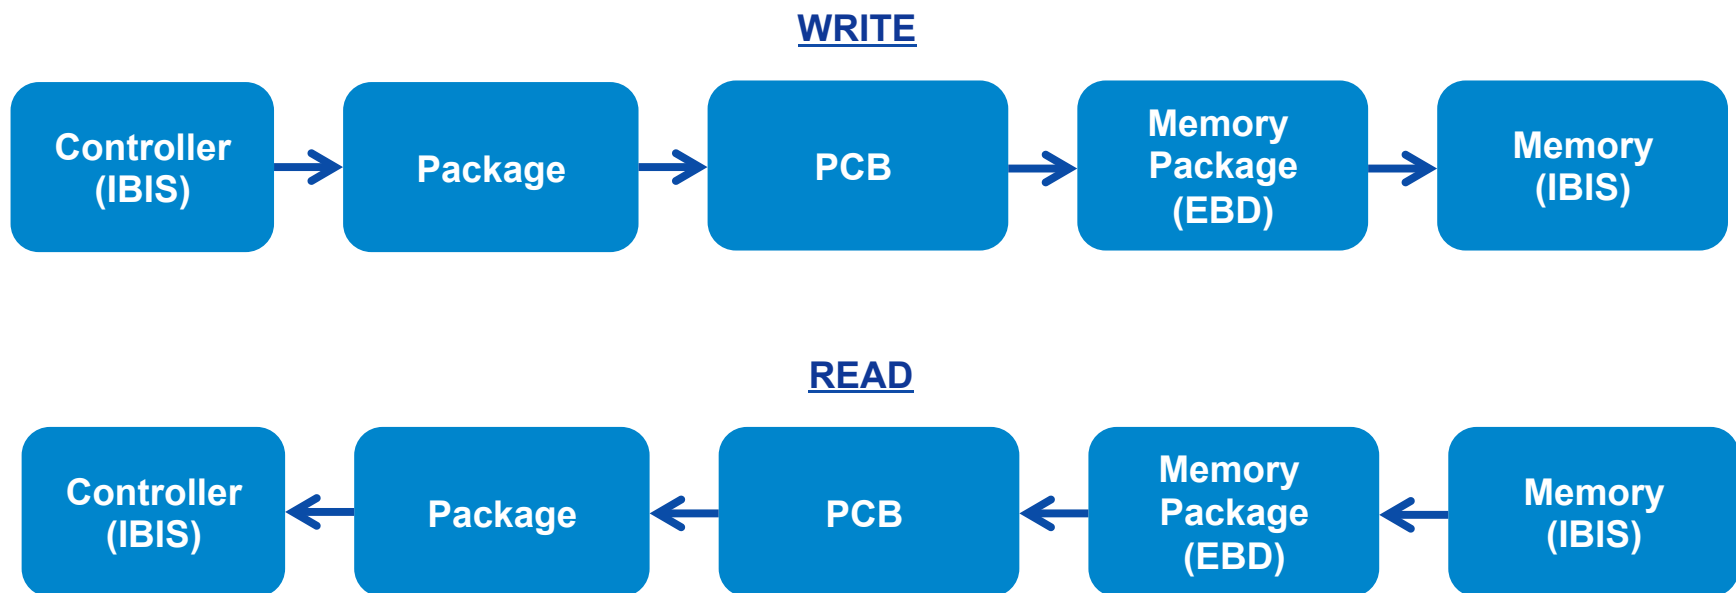 WRITE
Controller
(IBIS)
Package
PCB
Memory
Package
(EBD)
Memory
(IBIS)
READ
Controller
(IBIS)
Package
PCB
Memory
Package
(EBD)
Memory
(IBIS)